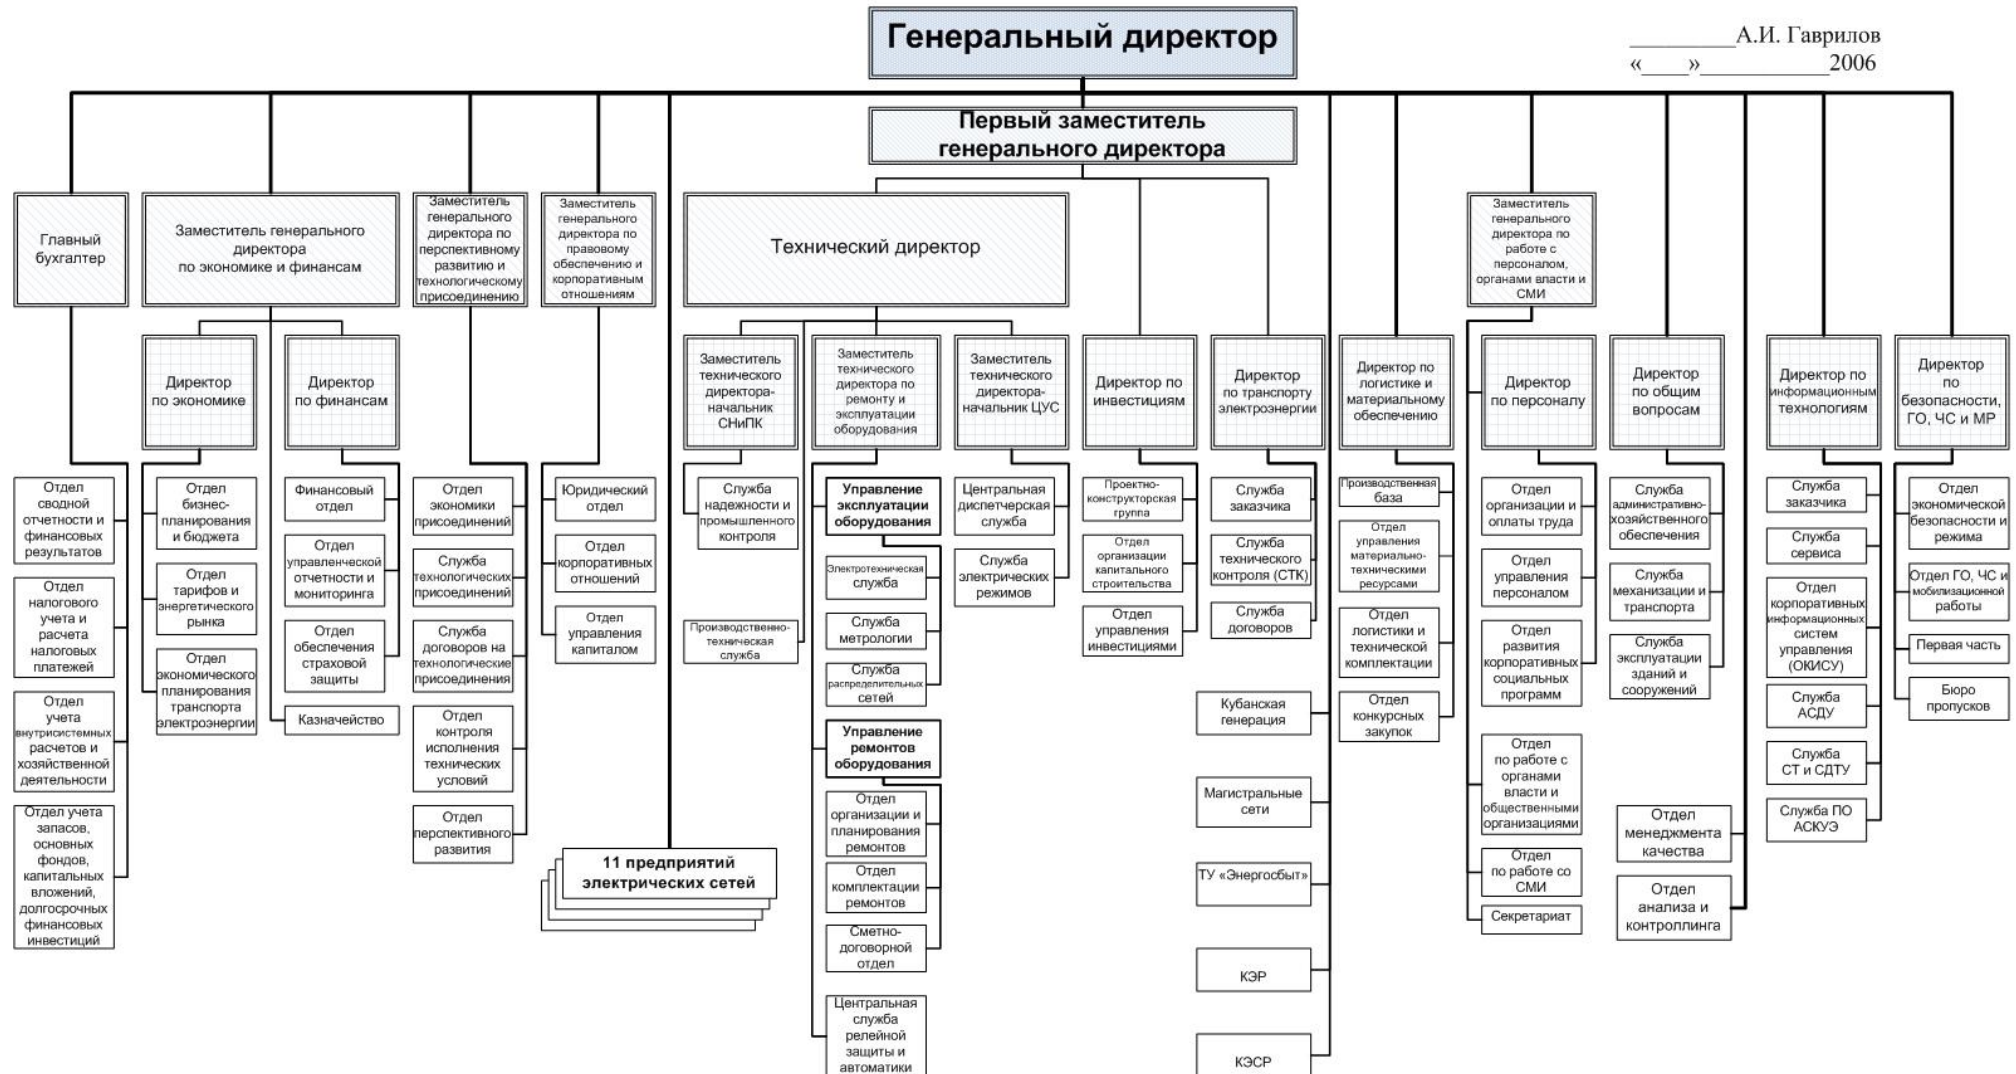 Генеральный директор
__________А.И. Гаврилов
«____»____________2006
Первый заместитель
генерального директора
Главный
бухгалтер
Заместитель генерального
директора
по экономике и финансам
Заместитель
генерального
директора по
перспективному
развитию и
технологическому
присоединению
Заместитель
генерального
директора по
правовому
обеспечению и
корпоративным
отношениям
Технический директор
Заместитель
генерального
директора по
работе с
персоналом,
органами власти и
СМИ
Директор
по экономике
Директор
по финансам
Заместитель
технического
директора-
начальник
СНиПК
Заместитель
технического
директора по
ремонту и
эксплуатации
оборудования
Заместитель
технического
директора-
начальник ЦУС
Директор по
инвестициям
Директор
по транспорту
электроэнергии
Директор по
логистике и
материальному
обеспечению
Директор
по персоналу
Директор
по общим
вопросам
Директор по
информационным
технологиям
Директор
по
безопасности,
ГО, ЧС и МР
Отдел
сводной
отчетности и
финансовых
результатов
Отдел
налогового
учета и
расчета
налоговых
платежей
Отдел
учета
внутрисистемных
расчетов и
хозяйственной
деятельности
Отдел учета
запасов,
основных
фондов,
капитальных
вложений,
долгосрочных
финансовых
инвестиций
Отдел
бизнес-
планирования
и бюджета
Отдел
тарифов и
энергетического
рынка
Отдел
экономического
планирования
транспорта
электроэнергии
Финансовый
отдел
Отдел
управленческой
отчетности и
мониторинга
Отдел
обеспечения
страховой
защиты
Казначейство
Отдел
экономики
присоединений
Служба
технологических
присоединений
Служба
договоров на
технологические
присоединения
Отдел
контроля
исполнения
технических
условий
Отдел
перспективного
развития
Юридический
отдел
Отдел
корпоративных
отношений
Отдел
управления
капиталом
11 предприятий
электрических сетей
Служба
надежности и
промышленного
контроля
Производственно-
техническая
служба
Управление
эксплуатации
оборудования
Электротехническая
служба
Служба
метрологии
Служба
распределительных
сетей
Управление
ремонтов
оборудования
Отдел
организации и
планирования
ремонтов
Отдел
комплектации
ремонтов
Сметно-
договорной
отдел
Центральная
служба
релейной
защиты и
автоматики
Центральная
диспетчерская
служба
Служба
электрических
режимов
Проектно-
конструкторская
группа
Отдел
организации
капитального
строительства
Отдел
управления
инвестициями
Служба
заказчика
Служба
технического
контроля (СТК)
Служба
договоров
Кубанская
генерация
Магистральные
сети
ТУ «Энергосбыт»
КЭР
КЭСР
Производственная
база
Отдел
управления
материально-
техническими
ресурсами
Отдел
логистики и
технической
комплектации
Отдел
конкурсных
закупок
Отдел
организации и
оплаты труда
Отдел
управления
персоналом
Отдел
развития
корпоративных
социальных
программ
Отдел
по работе с
органами
власти и
общественными
организациями
Отдел
по работе со
СМИ
Секретариат
Служба
административно-
хозяйственного
обеспечения
Служба
механизации и
транспорта
Служба
эксплуатации
зданий и
сооружений
Отдел
менеджмента
качества
Отдел
анализа и
контроллинга
Служба
заказчика
Служба
сервиса
Отдел
корпоративных
информационных
систем
управления
(ОКИСУ)
Служба
АСДУ
Служба
СТ и СДТУ
Служба ПО
АСКУЭ
Отдел
экономической
безопасности и
режима
Отдел ГО, ЧС и
мобилизационной
работы
Первая часть
Бюро
пропусков